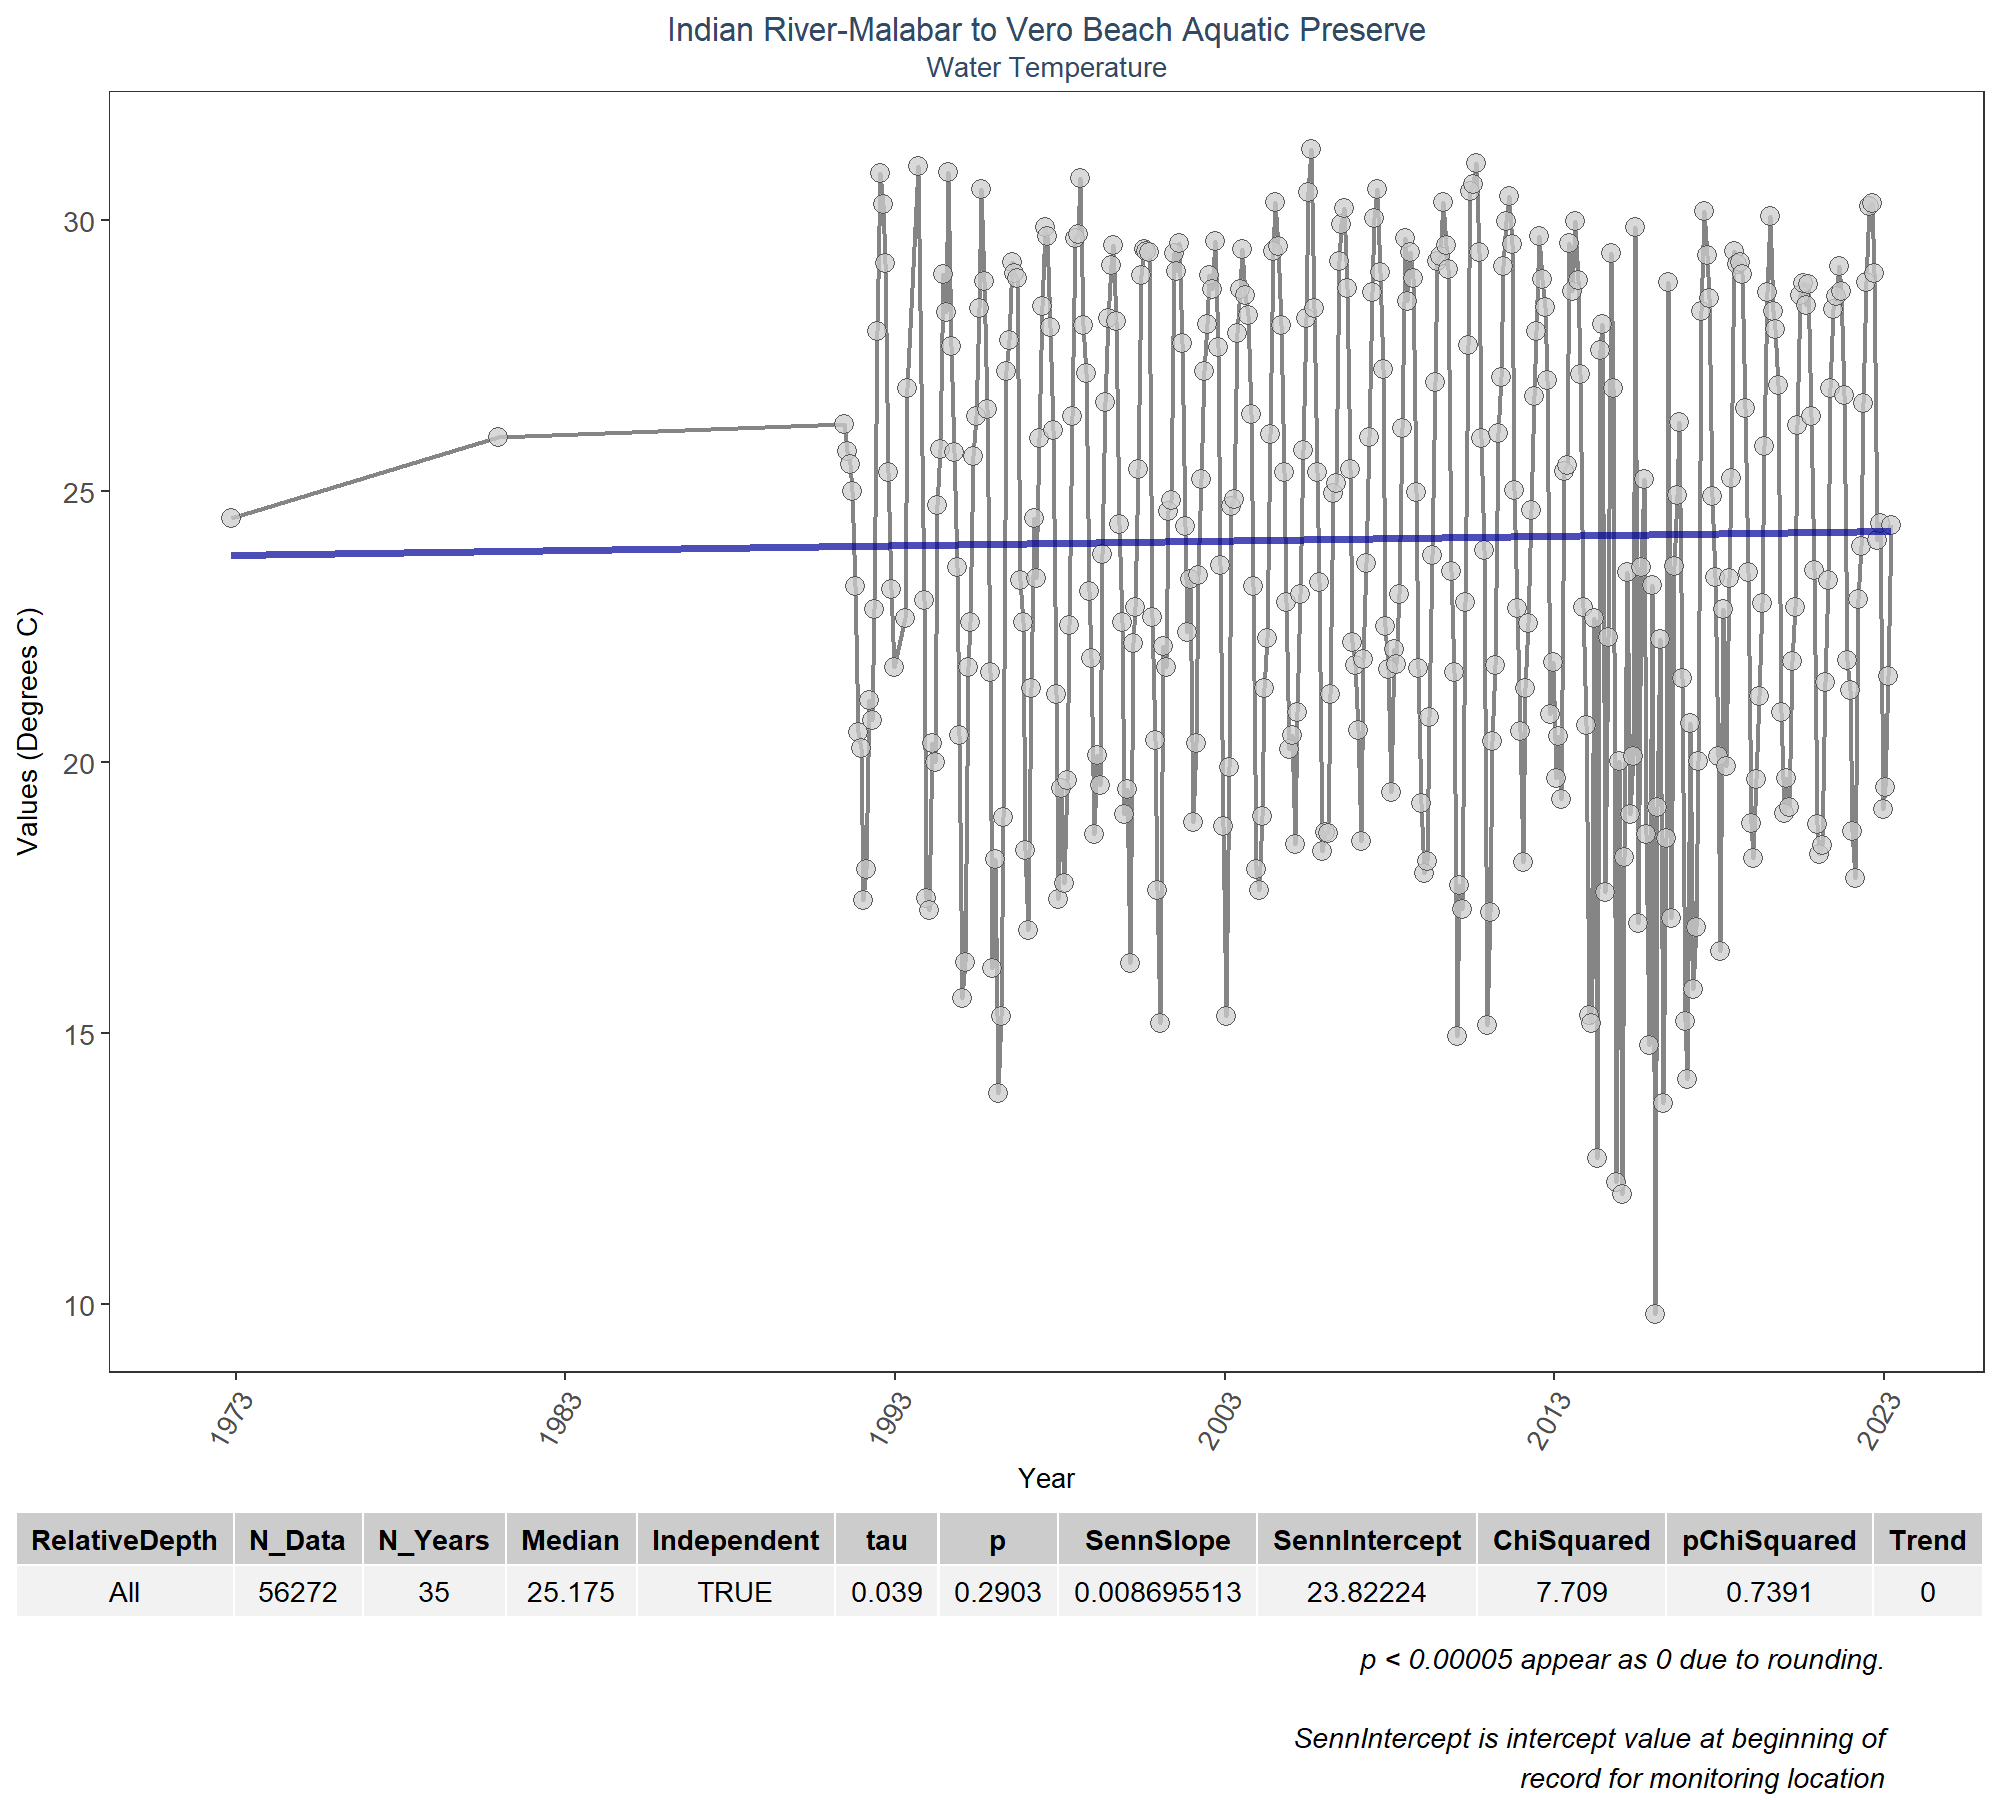 Indian River-Malabar to Vero Beach Aquatic Preserve
Water Temperature
Values (Degrees C)
30
25
20
15
10
1973
1983
1993
2003
2013
2023
Year
RelativeDepth N_Data N_Years Median Independent tau p SennSlope SennIntercept ChiSquared pChiSquared Trend
All 56272 35 25.175 TRUE 0.039 0.2903 0.008695513 23.82224 7.709 0.7391 0
p < 0.00005 appear as 0 due to rounding.
SennIntercept is intercept value at beginning of
record for monitoring location